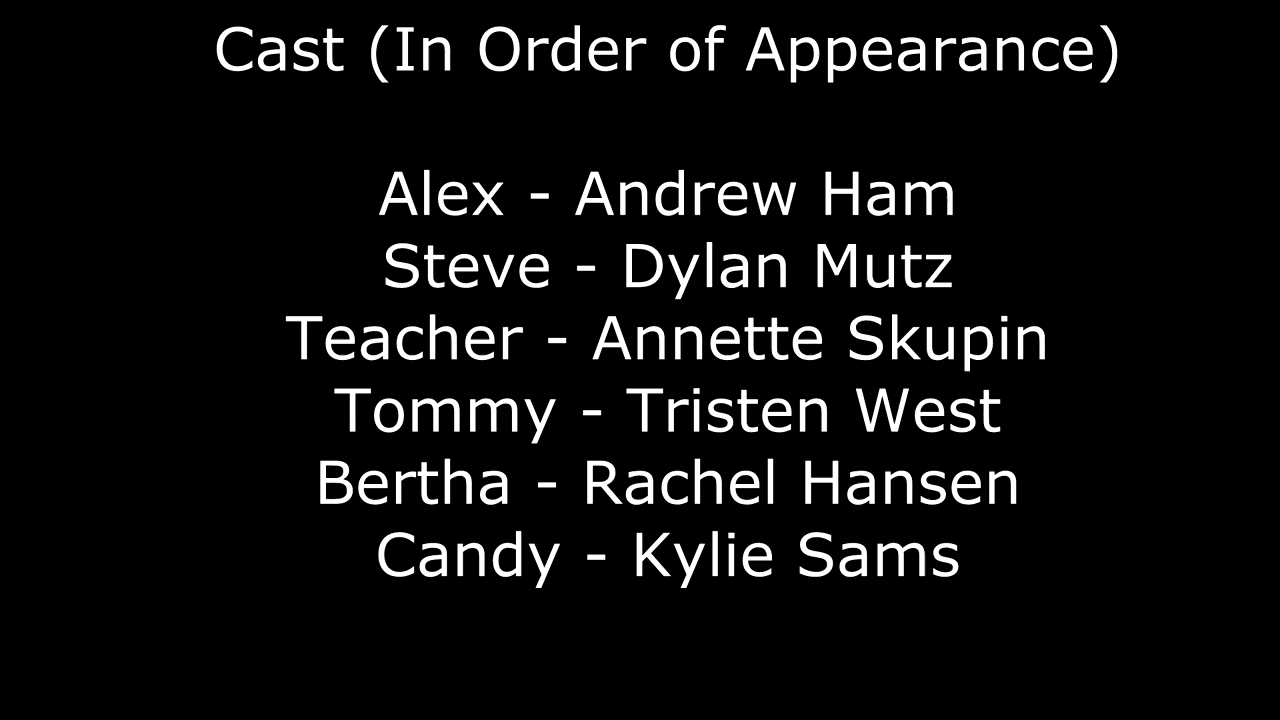 Cast (In Order of Appearance)
Alex - Andrew Ham
Steve - Dylan Mutz
Teacher - Annette Skupin
Tommy - Tristen West
Bertha - Rachel Hansen
Candy - Kylie Sams